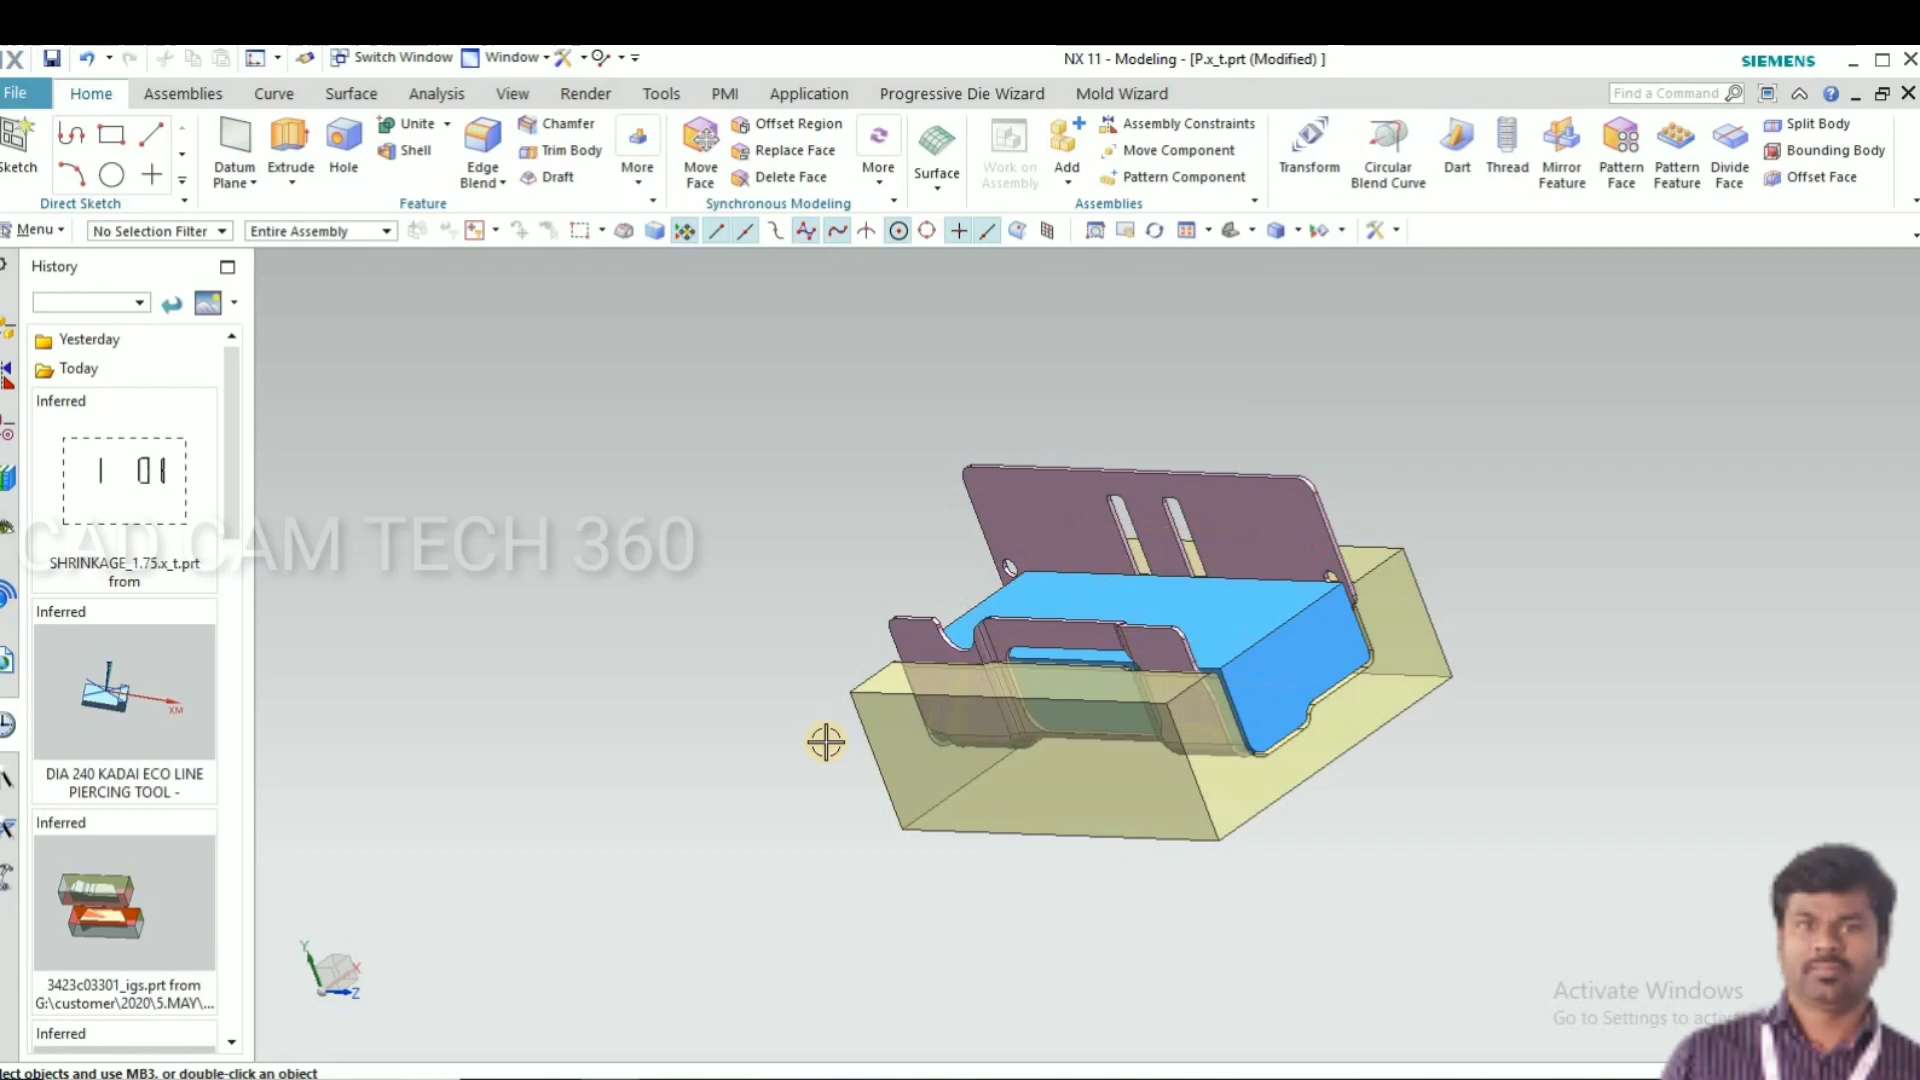 Switch Window
Window
NX 11 - Modeling - [P.x_t.prt (Modified) ]
SIEMENS
File
Home
Assemblies
Curve
Surface
Analysis
View
Render
Tools
PMI
Application
Progressive Die Wizard
Mold Wizard
Find a Command
Sketch
Direct Sketch
Datum
Plane
Extrude
Hole
Unite
Shell
Edge
Blend
Chamfer
Trim Body
Draft
More
Feature
Move
Face
Offset Region
Replace Face
Delete Face
More
Synchronous Modeling
Surface
Work on
Assembly
Add
Assembly Constraints
Move Component
Pattern Component
Assemblies
Transform
Circular
Blend Curve
Dart
Thread
Mirror
Feature
Pattern
Face
Pattern
Feature
Divide
Face
Split Body
Bounding Body
Offset Face
Menu
No Selection Filter
Entire Assembly
History
Yesterday
Today
Inferred
CAD CAM TECH 360
SHRINKAGE_1.75.x_t.prt
from
Inferred
XM
DIA 240 KADAI ECO LINE
PIERCING TOOL -
Inferred
3423c03301_igs.prt from
G:\customer\2020\5.MAY\...
Inferred
Y
X
Z
Activate Windows
Go to Settings to
lect objects and use MB3, or double-click an object